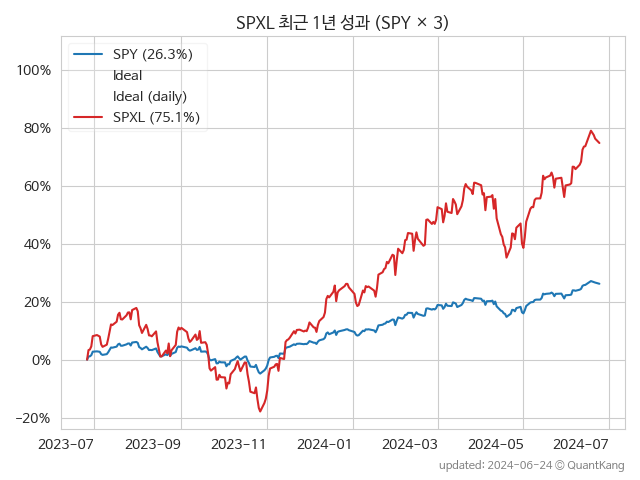 SPXL 최근 1년 성과 (SPY × 3)
SPY (26.3%)
Ideal
Ideal (daily)
SPXL (75.1%)
100%
80%
60%
40%
20%
0%
−20%
2023-07 2023-09 2023-11 2024-01 2024-03 2024-05 2024-07
updated: 2024-06-24 © QuantKang